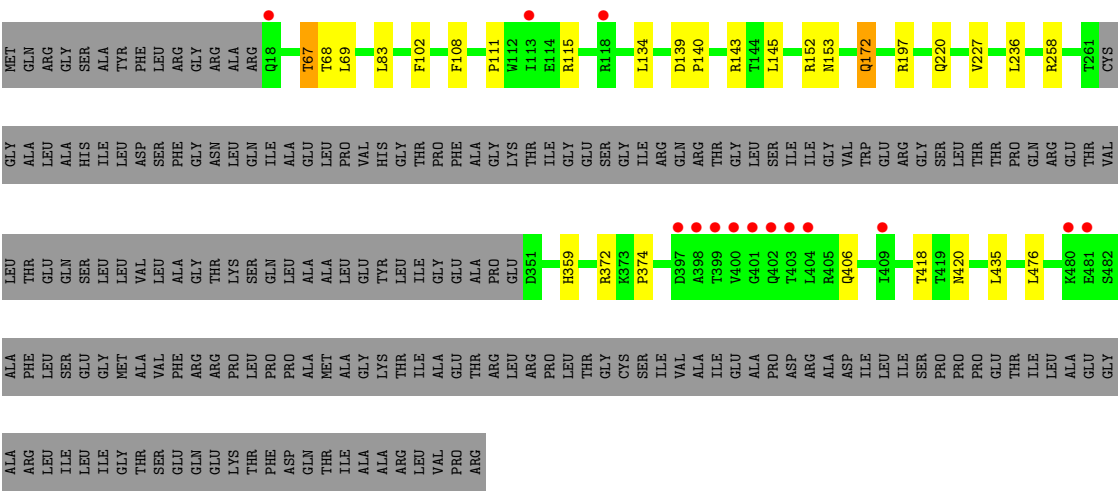 MET GLN ARG GLY SER ALA TYR PHE LEU ARG GLY ARG ALA ARG Q18 T67 T68 L69 L83 F102 F108 P111 W112 I113 E114 R115 R118 L134 D139 P140 R143 T144 L145 R152 N153 Q172 R197 Q220 V227 L236 R258 T261 CYS
GLY ALA LEU ALA HIS ILE LEU ASP SER PHE GLY ASN LEU GLN ILE ALA GLU LEU PRO VAL HIS GLY THR PRO PHE ALA GLY LYS THR ILE GLY GLU SER GLY ILE ARG GLN ARG THR GLY LEU SER ILE ILE GLY VAL TRP GLU ARG GLY SER LEU THR THR PRO GLN ARG GLU THR VAL
LEU THR GLU GLN SER LEU LEU VAL LEU ALA GLY THR LYS SER GLN LEU ALA ALA LEU GLU TYR LEU ILE GLY GLU ALA PRO GLU D351 H359 R372 K373 P374 D397 A398 T399 V400 G401 Q402 T403 L404 R405 Q406 I409 T418 T419 N420 L435 L476 K480 E481 S482
ALA PHE LEU SER GLU GLY MET ALA VAL PHE ARG ARG PRO LEU PRO PRO ALA MET ALA GLY LYS THR ILE ALA GLU THR ARG LEU ARG PRO LEU THR GLY CYS SER ILE VAL ALA ILE GLU ALA PRO ASP ARG ALA ASP ILE LEU ILE SER PRO PRO PRO GLU THR ILE LEU ALA GLU GLY
ALA ARG LEU ILE LEU ILE GLY THR SER GLU GLN GLU LYS THR PHE ASP GLN THR ILE ALA ALA ARG LEU VAL PRO ARG